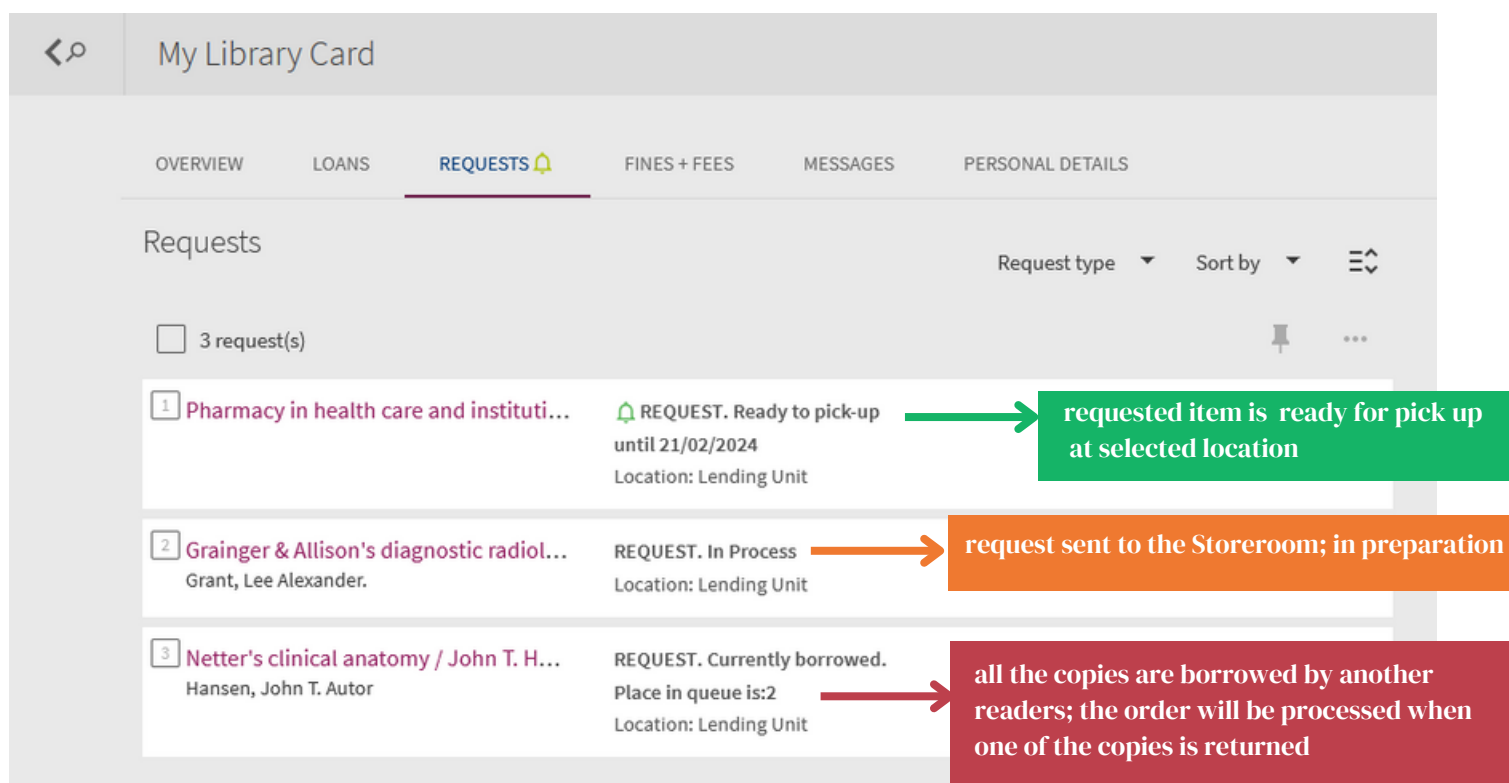 My Library Card
OVERVIEW LOANS REQUESTS FINES + FEES MESSAGES PERSONAL DETAILS
Requests
Request type Sort by
3 request(s)
1 Pharmacy in health care and instituti...
REQUEST. Ready to pick-up
until 21/02/2024
Location: Lending Unit
requested item is ready for pick up
at selected location
2 Grainger & Allison's diagnostic radiol...
Grant, Lee Alexander.
REQUEST. In Process
Location: Lending Unit
request sent to the Storeroom; in preparation
3 Netter's clinical anatomy / John T. H...
Hansen, John T. Autor
REQUEST. Currently borrowed.
Place in queue is:2
Location: Lending Unit
all the copies are borrowed by another
readers; the order will be processed when
one of the copies is returned